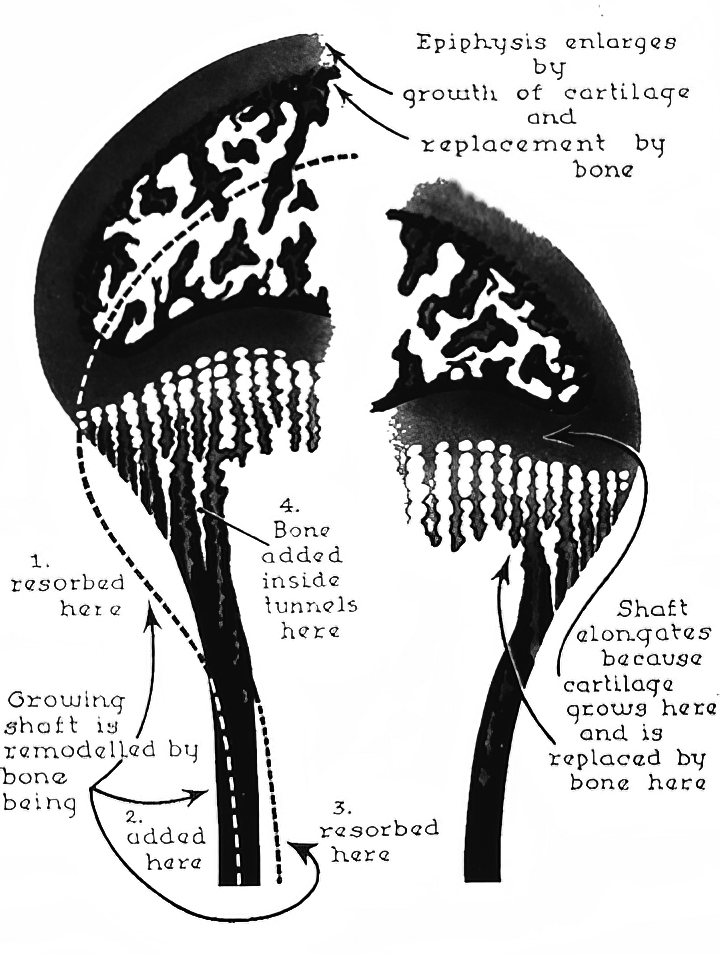 Epiphysis enlarges
by
growth of cartilage
and
replacement by
bone
4.
Bone
added
inside
tunnels
here
1.
resorbed
here
Growing
shaft is
remodelled by
bone
being
2.
added
here
3.
resorbed
here
Shaft
elongates
because
cartilage
grows here
and is
replaced by
bone here